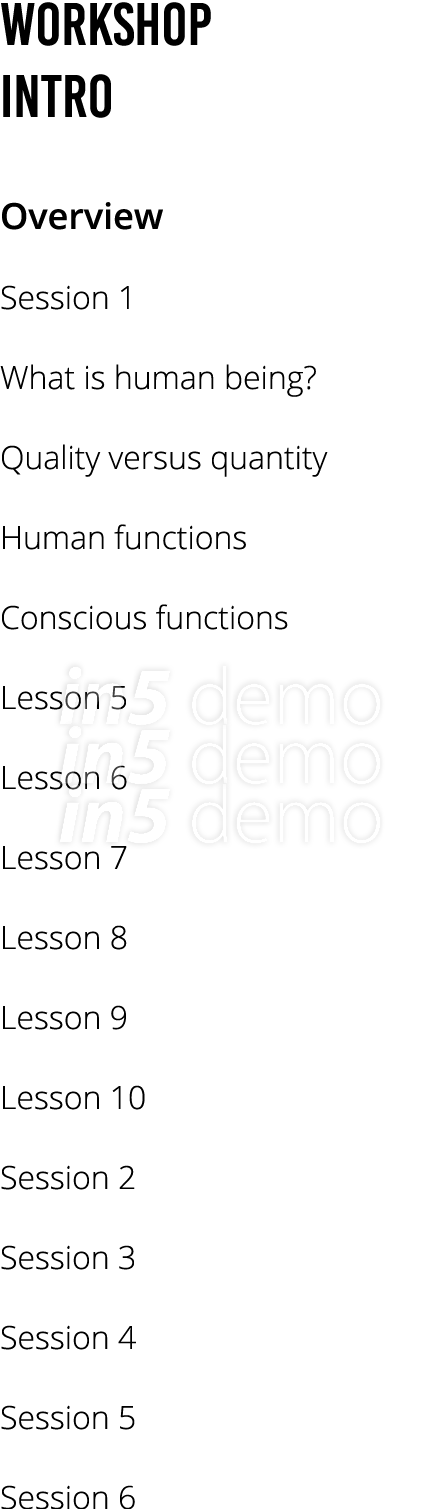 WORKSHOP
INTRO
Overview
Session 1
What is human being?
Quality versus quantity
Human functions
Conscious functions
Lesson 5
in5 demo
Lesson 6
in5 demo
in5 demo
Lesson 7
Lesson 8
Lesson 9
Lesson 10
Session 2
Session 3
Session 4
Session 5
Session 6